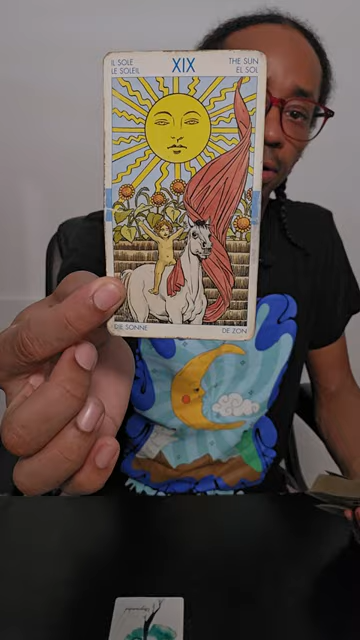 IL SOLE
LE SOLEIL
XIX
THE SUN
EL SOL
DIE SONNE
DE ZON